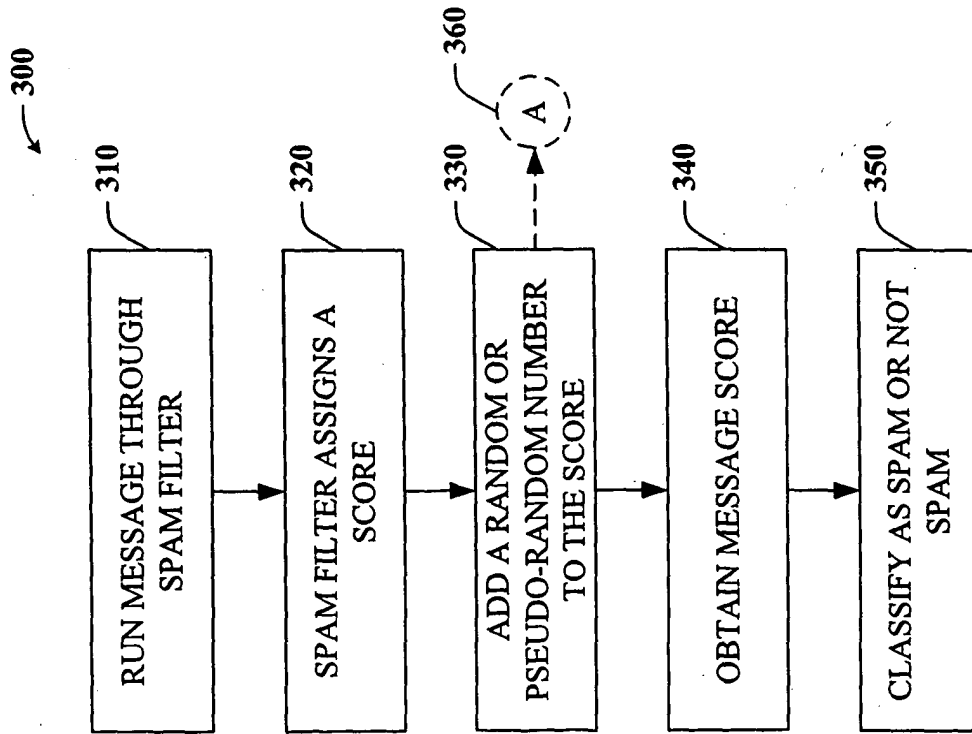 300
310
RUN MESSAGE THROUGH
SPAM FILTER
320
SPAM FILTER ASSIGNS A
SCORE
330
360
ADD A RANDOM OR
PSEUDO-RANDOM NUMBER
TO THE SCORE
A
340
OBTAIN MESSAGE SCORE
350
CLASSIFY AS SPAM OR NOT
SPAM